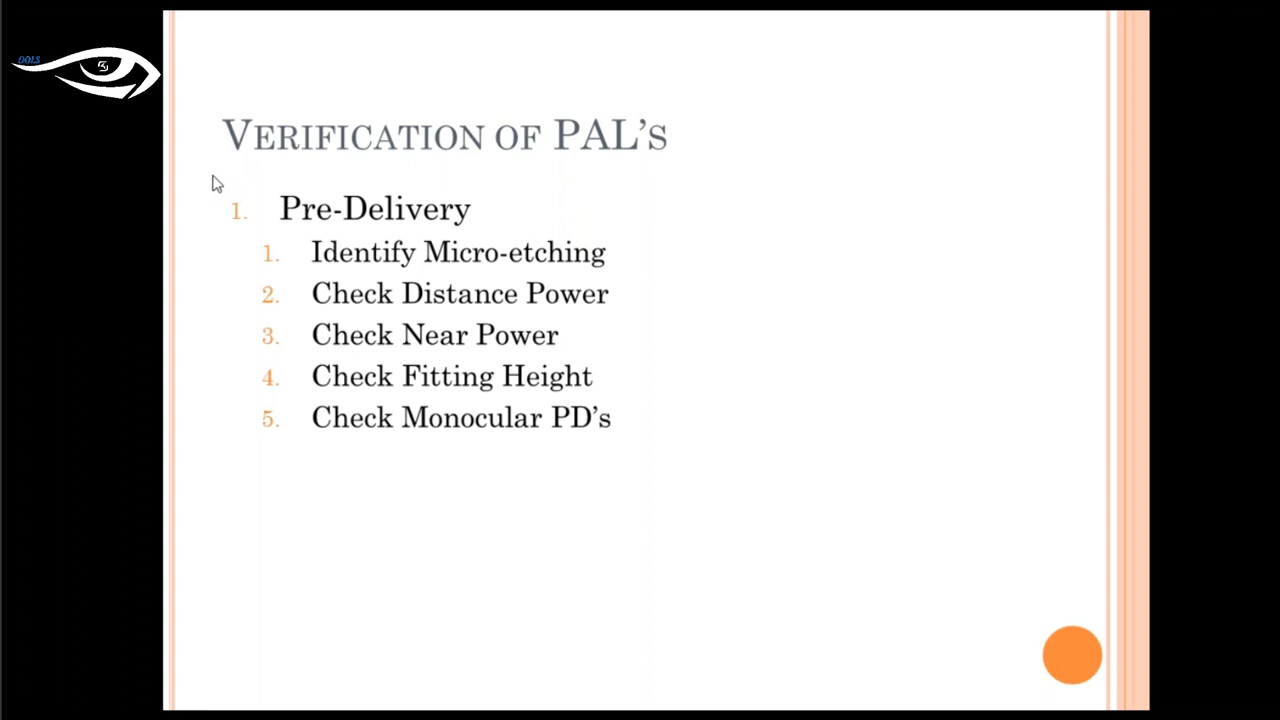 OOLS
VERIFICATION OF PAL'S
1. Pre-Delivery
1. Identify Micro-etching
2. Check Distance Power
3. Check Near Power
4. Check Fitting Height
5. Check Monocular PD's